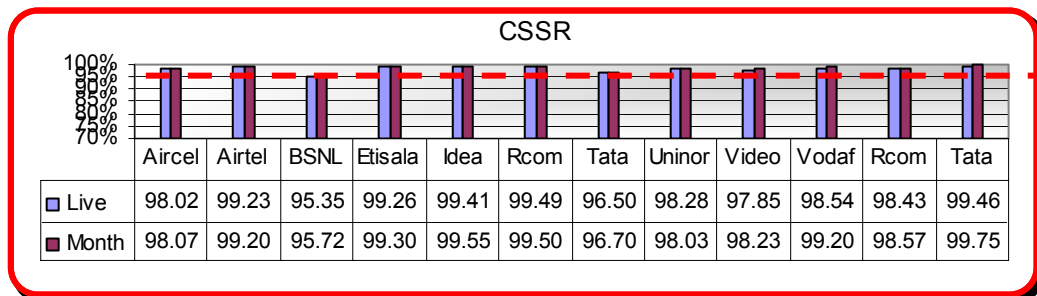 CSSR
100%
95%
90%
85%
80%
75%
70%
Aircel Airtel BSNL Etisala Idea Rcom Tata Uninor Video Vodaf Rcom Tata
Live 98.02 99.23 95.35 99.26 99.41 99.49 96.50 98.28 97.85 98.54 98.43 99.46
Month 98.07 99.20 95.72 99.30 99.55 99.50 96.70 98.03 98.23 99.20 98.57 99.75